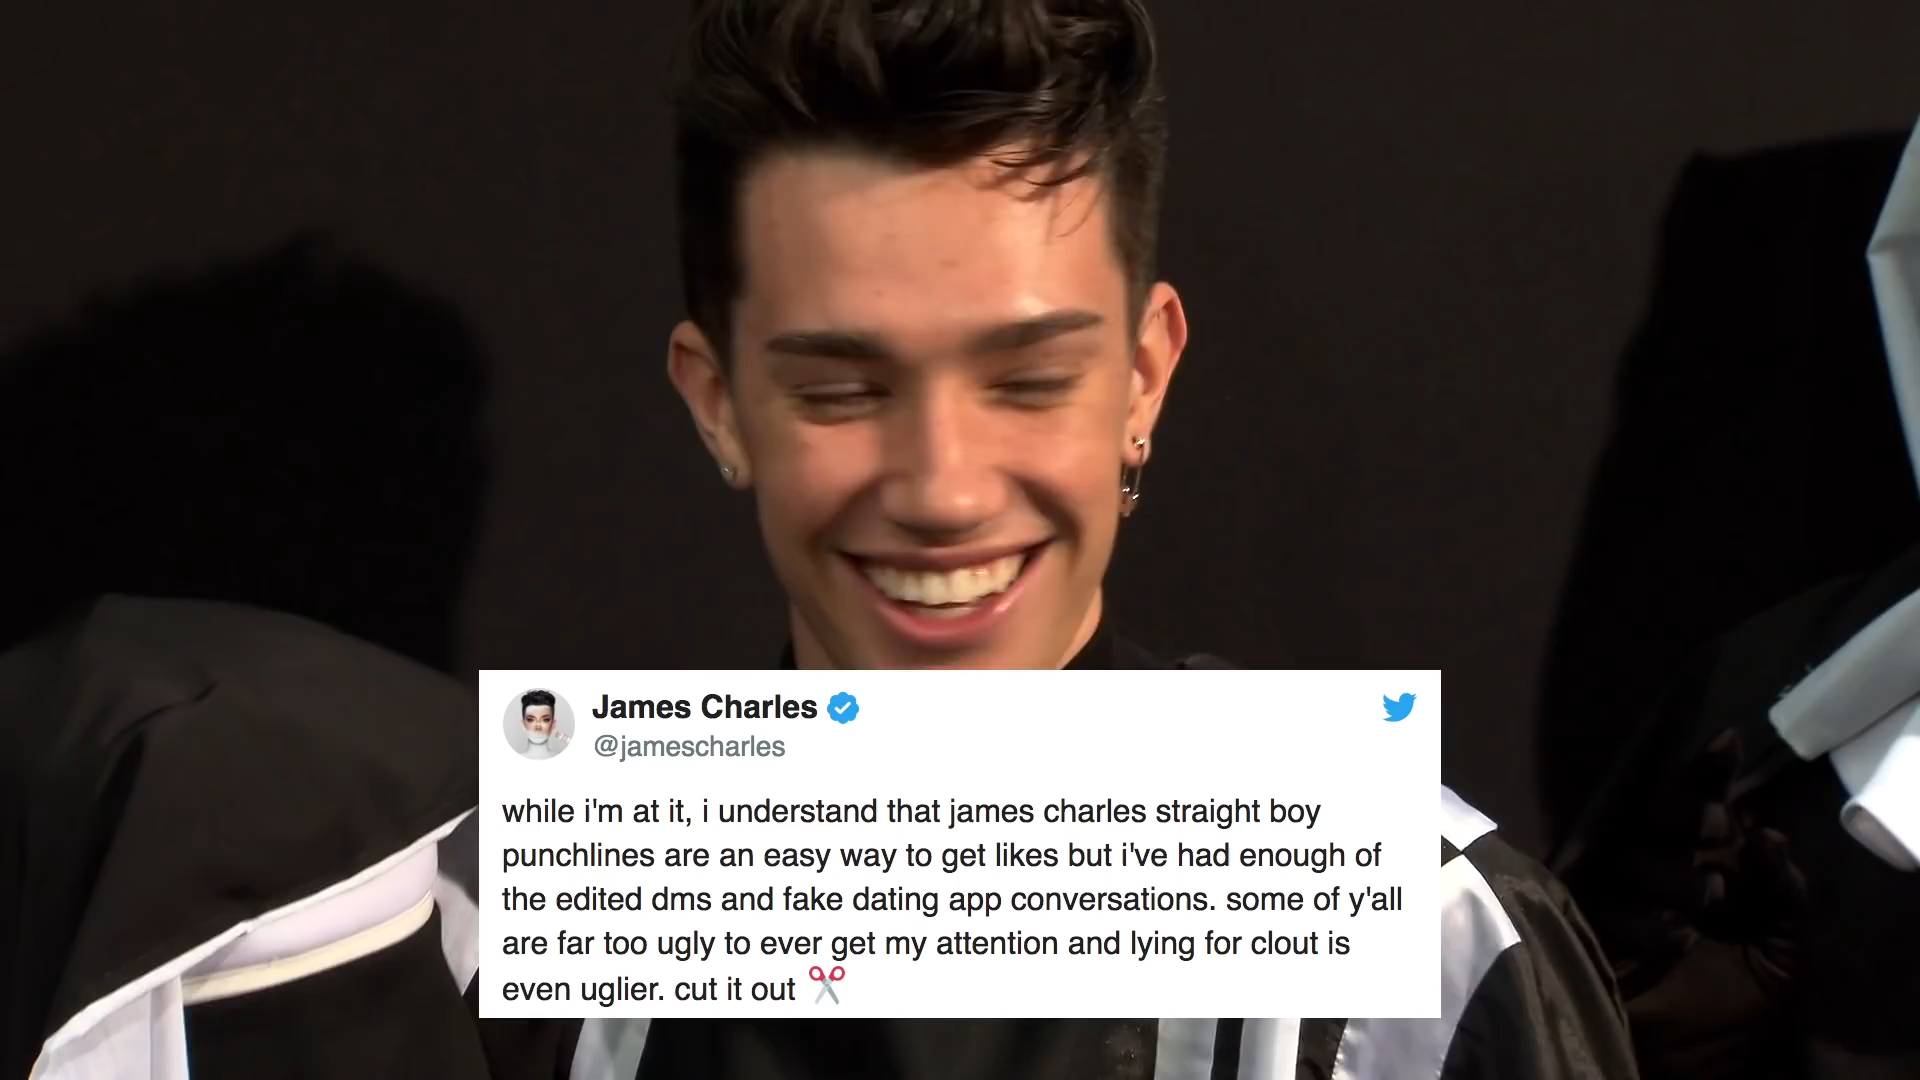 James Charles
@jamescharles
while i'm at it, i understand that james charles straight boy
punchlines are an easy way to get likes but i've had enough of
the edited dms and fake dating app conversations. some of y'all
are far too ugly to ever get my attention and lying for clout is
even uglier. cut it out ✂️